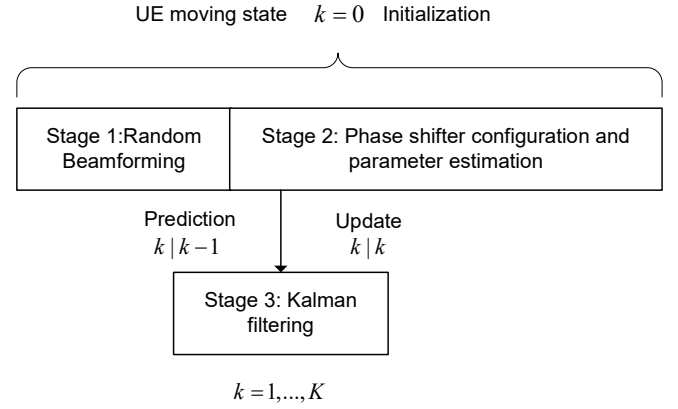 UE moving state k = 0 Initialization
Stage 1:Random
Beamforming
Stage 2: Phase shifter configuration and
parameter estimation
Prediction
k | k − 1
Update
k | k
Stage 3: Kalman
filtering
k = 1,..., K